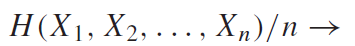 H(X₁, X₂, . . . , Xₙ)/n →